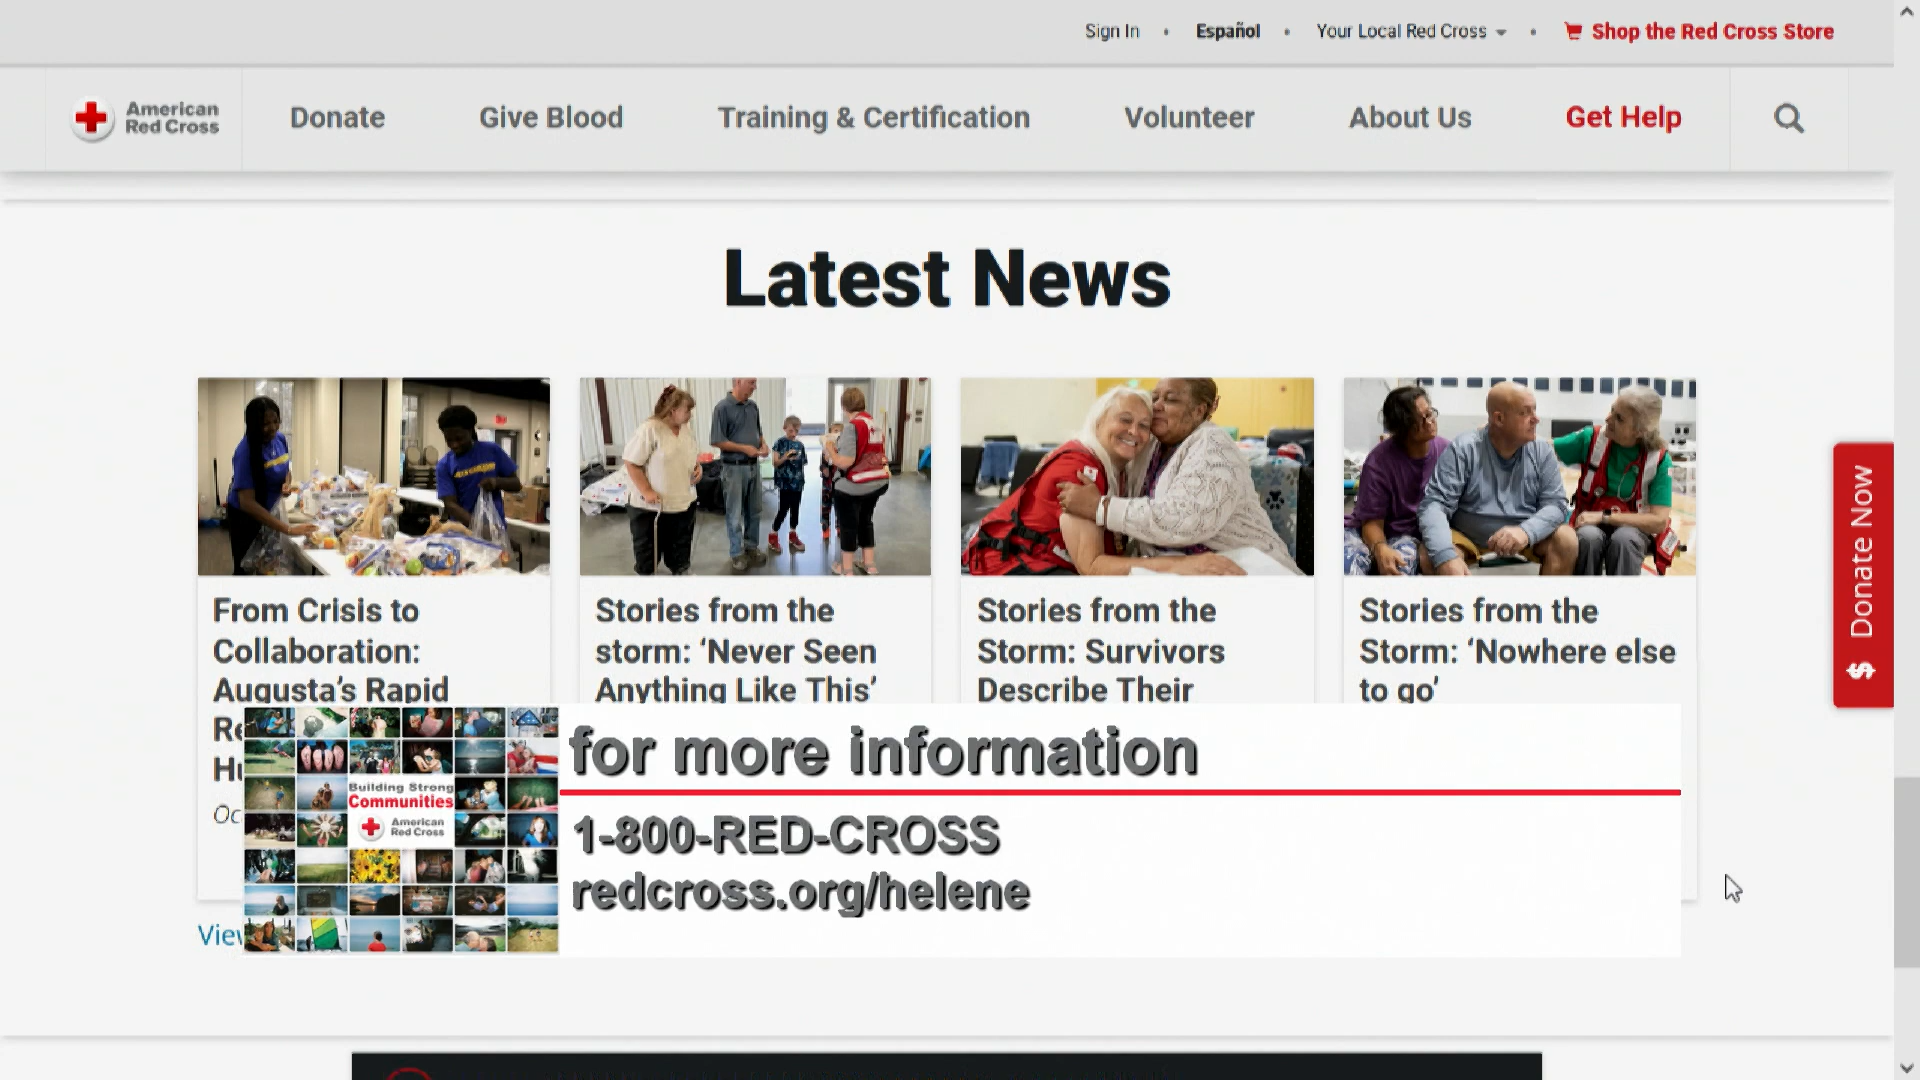 Sign In • Español • Your Local Red Cross • Shop the Red Cross Store
American
Red Cross
Donate
Give Blood
Training & Certification
Volunteer
About Us
Get Help
Latest News
From Crisis to
Collaboration:
Augusta's Rapid
Stories from the
storm: ‘Never Seen
Anything Like This’
Stories from the
Storm: Survivors
Describe Their
Stories from the
Storm: ‘Nowhere else
to go’
$ Donate Now
Building Strong
Communities
American
Red Cross
for more information
1-800-RED-CROSS
redcross.org/helene